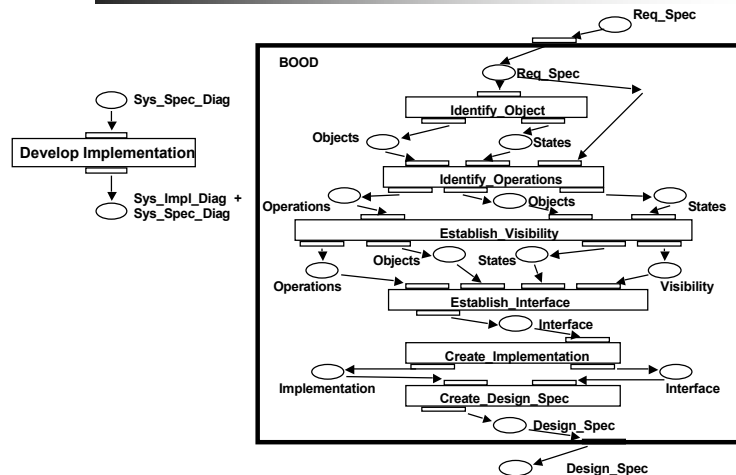 Req_Spec
BOOD
Req_Spec
Sys_Spec_Diag
Identify_Object
Objects
States
Develop Implementation
Identify_Operations
Sys_Impl_Diag +
Sys_Spec_Diag
Operations
Objects
States
Establish_Visibility
Objects
States
Operations
Visibility
Establish_Interface
Interface
Create_Implementation
Implementation
Interface
Create_Design_Spec
Design_Spec
Design_Spec